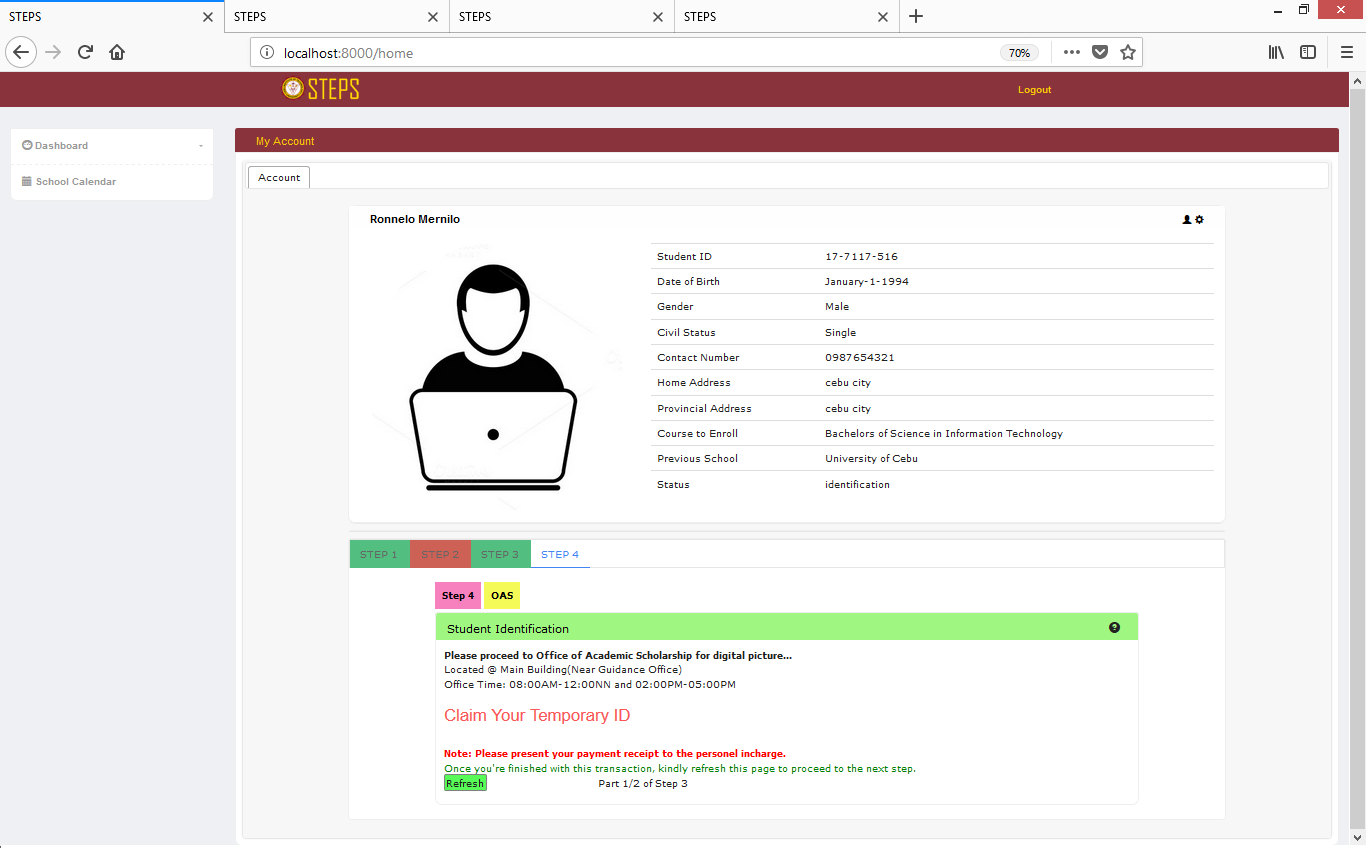 STEPS
STEPS
STEPS
STEPS
localhost:8000/home
70%
STEPS
Logout
Dashboard
School Calendar
My Account
Account
Ronnelo Mernilo
Student ID 17-7117-516
Date of Birth January-1-1994
Gender Male
Civil Status Single
Contact Number 0987654321
Home Address cebu city
Provincial Address cebu city
Course to Enroll Bachelors of Science in Information Technology
Previous School University of Cebu
Status identification
STEP 1 STEP 2 STEP 3 STEP 4
Step 4 OAS
Student Identification
Please proceed to Office of Academic Scholarship for digital picture...
Located @ Main Building(Near Guidance Office)
Office Time: 08:00AM-12:00NN and 02:00PM-05:00PM
Claim Your Temporary ID
Note: Please present your payment receipt to the personel incharge.
Once you're finished with this transaction, kindly refresh this page to proceed to the next step.
Refresh Part 1/2 of Step 3